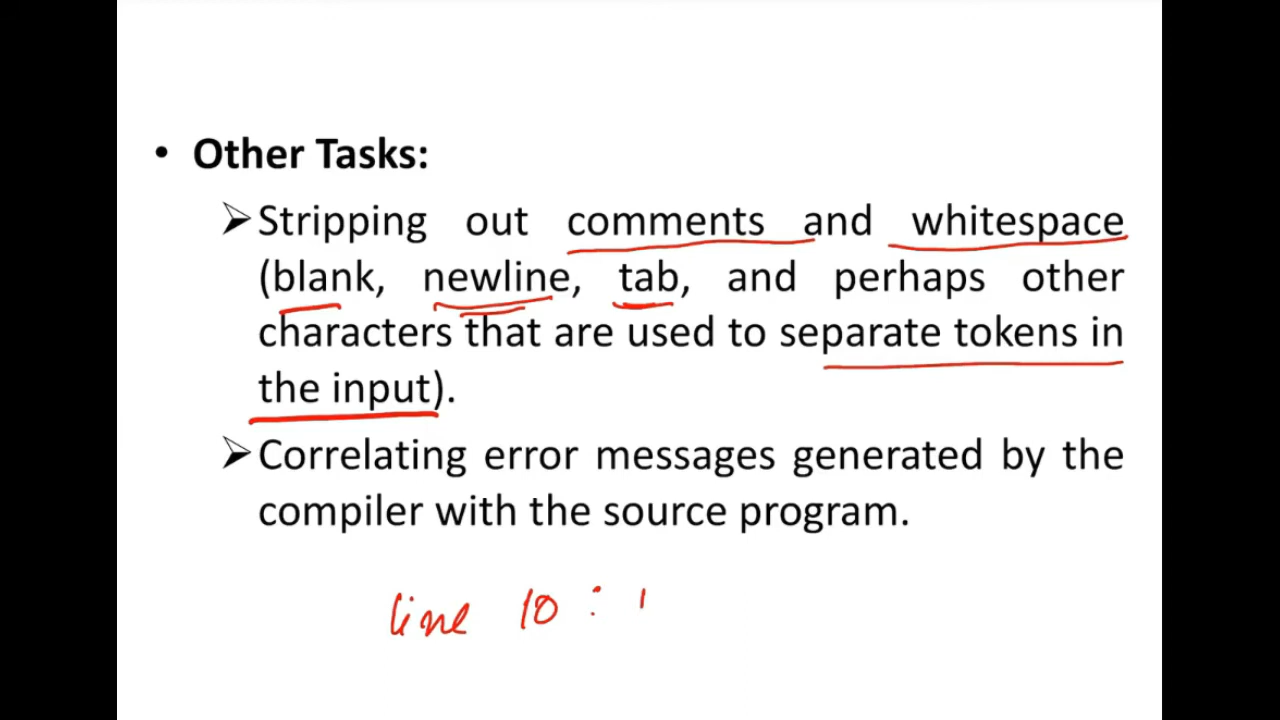 • Other Tasks:
➢Stripping out comments and whitespace
(blank, newline, tab, and perhaps other
characters that are used to separate tokens in
the input).
➢Correlating error messages generated by the
compiler with the source program.
line 10 :